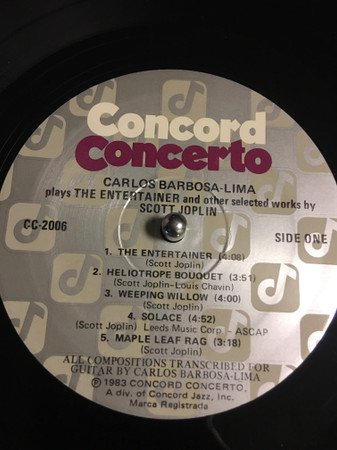 Concord
Concerto
CARLOS BARBOSA-LIMA
plays THE ENTERTAINER and other selected works by
SCOTT JOPLIN
CC-2006 SIDE ONE
1. THE ENTERTAINER (4:08)
(Scott Joplin)
2. HELIOTROPE BOUQUET (3:51)
(Scott Joplin-Louis Chavin)
3. WEEPING WILLOW (4:00)
(Scott Joplin)
4. SOLACE (4:52)
(Scott Joplin) Leeds Music Corp - ASCAP
5. MAPLE LEAF RAG (3:18)
(Scott Joplin)
ALL COMPOSITIONS TRANSCRIBED FOR
GUITAR BY CARLOS BARBOSA-LIMA
Ⓟ 1983 CONCORD CONCERTO.
A div. of Concord Jazz, Inc.
Marca Registrada